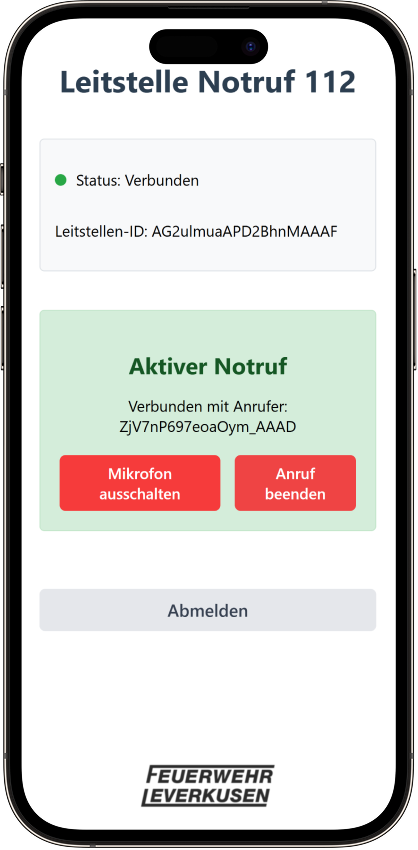 Leitstelle Notruf 112
Status: Verbunden
Leitstellen-ID: AG2ulmuaAPD2BhnMAAAF
Aktiver Notruf
Verbunden mit Anrufer:
ZjV7nP697eoaOym_AAAD
Mikrofon
ausschalten
Anruf
beenden
Abmelden
FEUERWEHR
LEVERKUSEN